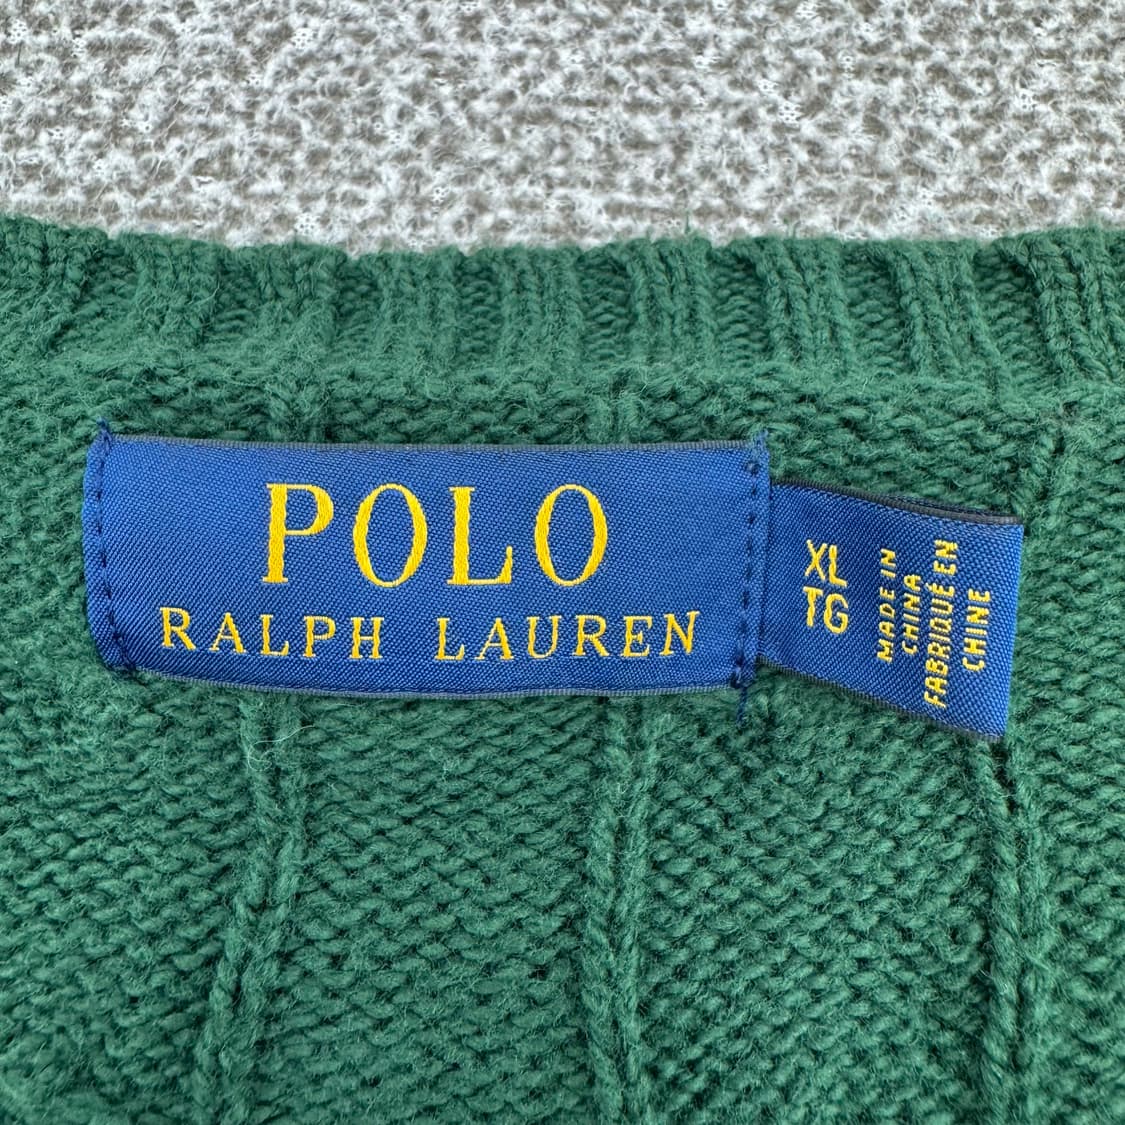 POLO
RALPH LAUREN
XL
TG
MADE IN
CHINA
FABRIQUÉ EN
CHINE